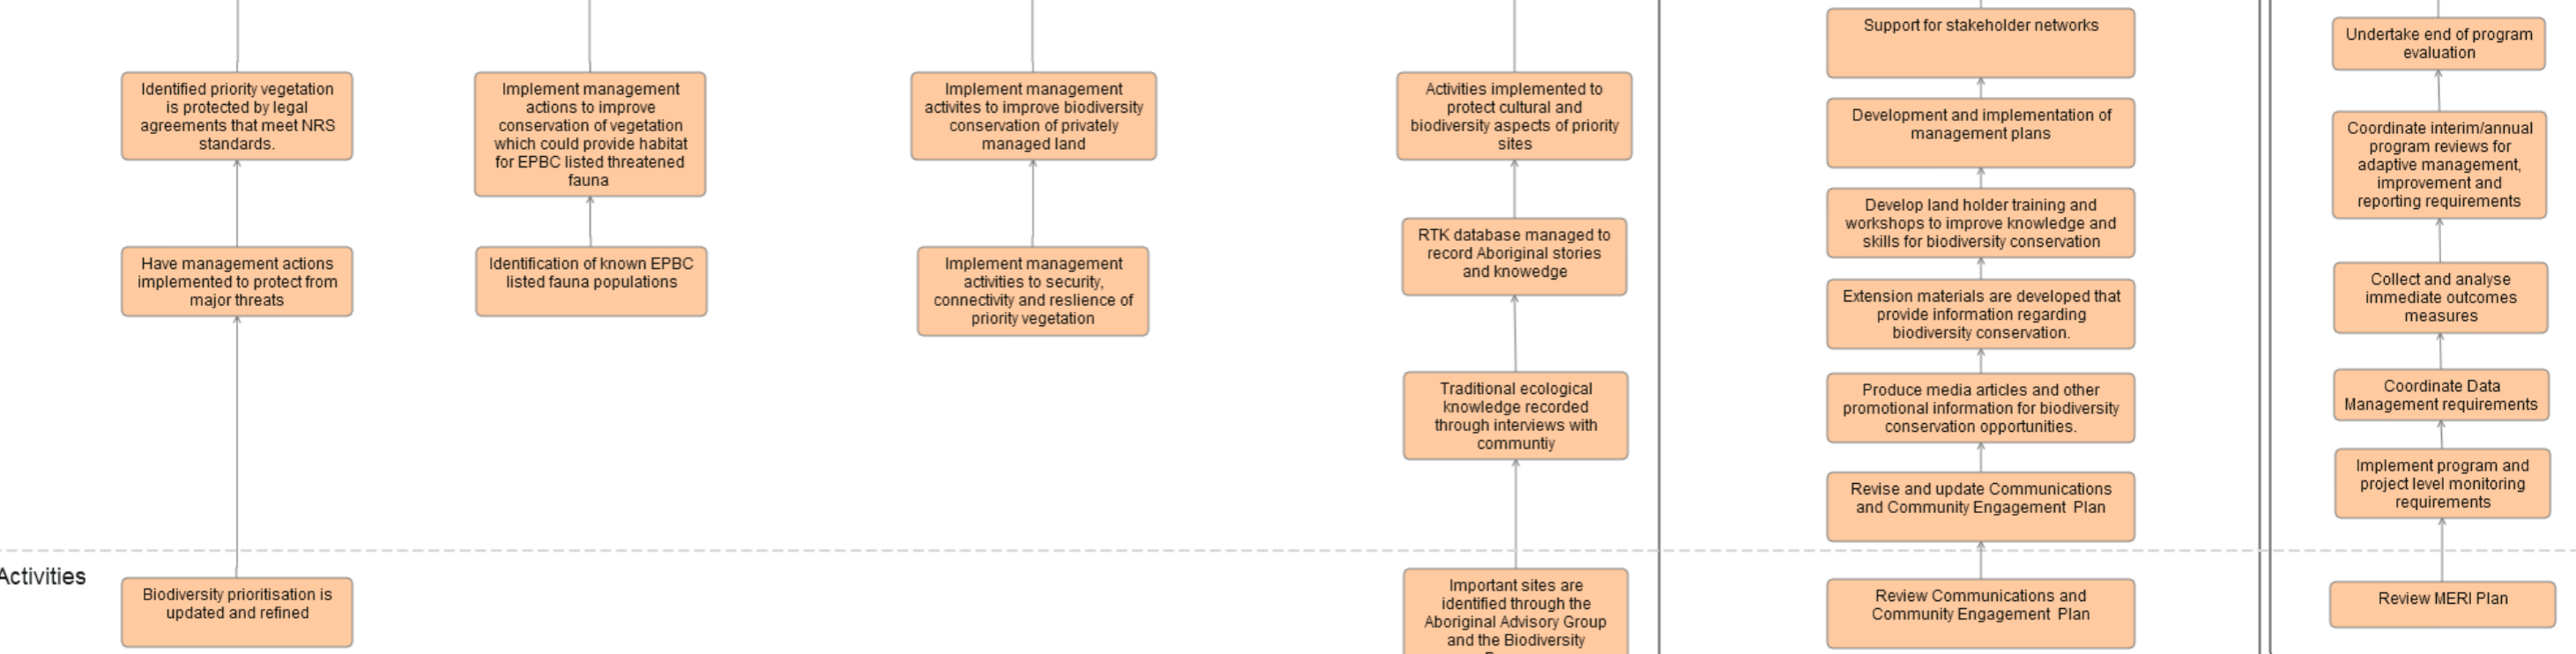 Identified priority vegetation
is protected by legal
agreements that meet NRS
standards.
Have management actions
implemented to protect from
major threats
Activities
Biodiversity prioritisation is
updated and refined
Implement management
actions to improve
conservation of vegetation
which could provide habitat
for EPBC listed threatened
fauna
Identification of known EPBC
listed fauna populations
Implement management
activites to improve biodiversity
conservation of privately
managed land
Implement management
activities to security,
connectivity and reslience of
priority vegetation
Activities implemented to
protect cultural and
biodiversity aspects of priority
sites
RTK database managed to
record Aboriginal stories
and knowedge
Traditional ecological
knowledge recorded
through interviews with
communtiy
Important sites are
identified through the
Aboriginal Advisory Group
and the Biodiversity
Support for stakeholder networks
Development and implementation of
management plans
Develop land holder training and
workshops to improve knowledge and
skills for biodiversity conservation
Extension materials are developed that
provide information regarding
biodiversity conservation.
Produce media articles and other
promotional information for biodiversity
conservation opportunities.
Revise and update Communications
and Community Engagement  Plan
Review Communications and
Community Engagement  Plan
Undertake end of program
evaluation
Coordinate interim/annual
program reviews for
adaptive management,
improvement and
reporting requirements
Collect and analyse
immediate outcomes
measures
Coordinate Data
Management requirements
Implement program and
project level monitoring
requirements
Review MERI Plan